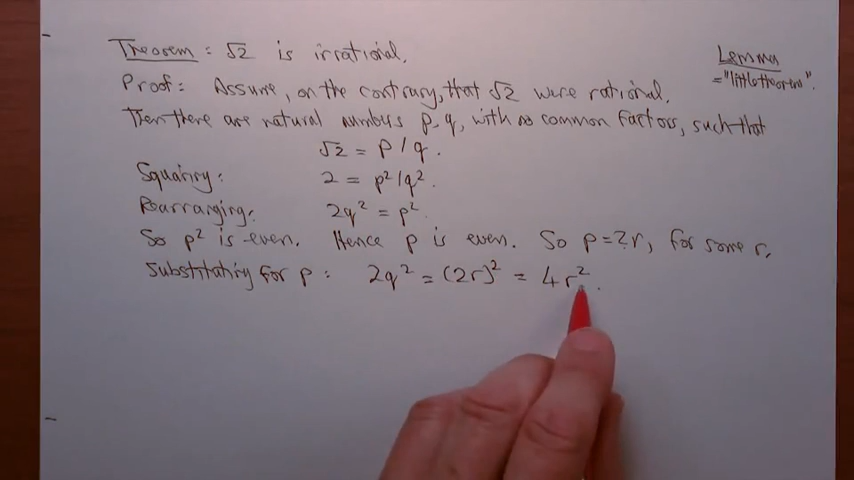 Theorem: √2 is irrational.
Lemma
= "little theorem".
Proof: Assume, on the contrary, that √2 were rational.
Then there are natural numbers p, q, with no common factors, such that
√2 = p/q.
Squaring: 2 = p²/q².
Rearranging: 2q² = p².
So p² is even. Hence p is even. So p=2r, for some r.
Substituting for p: 2q² = (2r)² = 4r².